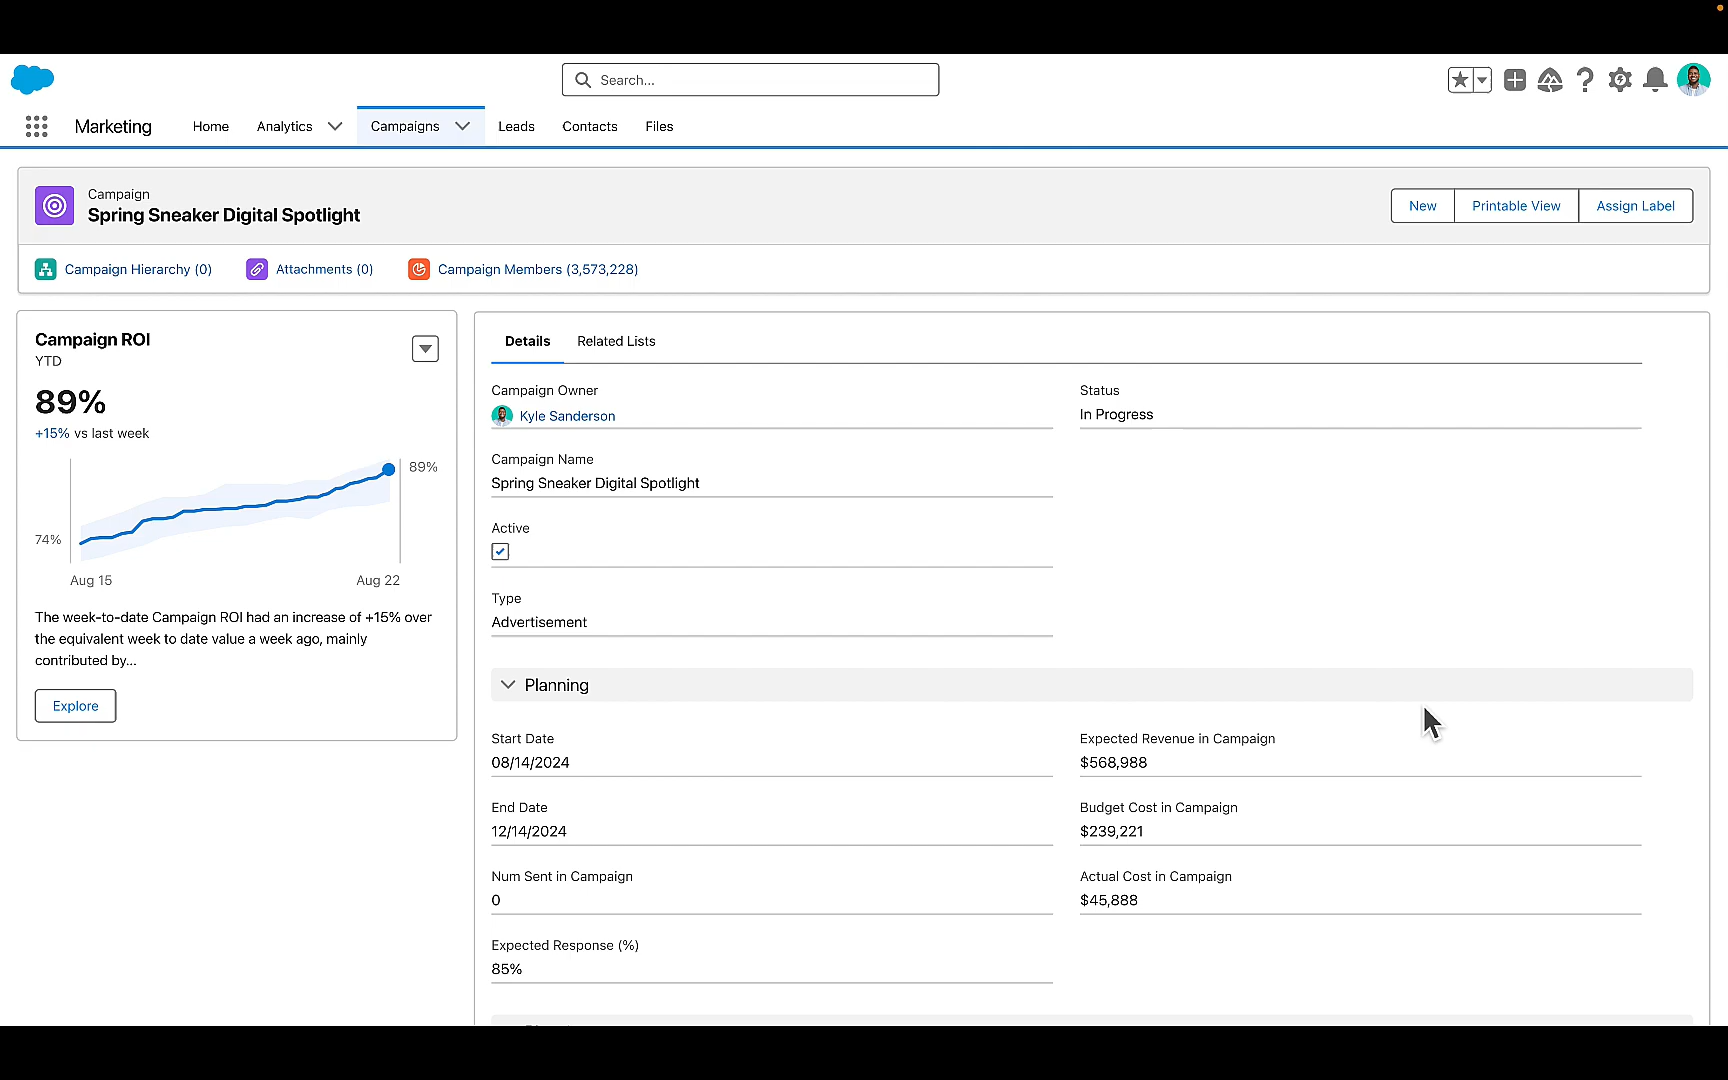 Search...
Marketing
Home
Analytics
Campaigns
Leads
Contacts
Files
Campaign
Spring Sneaker Digital Spotlight
New
Printable View
Assign Label
Campaign Hierarchy (0)
Attachments (0)
Campaign Members (3,573,228)
Campaign ROI
YTD
89%
+15% vs last week
89%
74%
Aug 15
Aug 22
The week-to-date Campaign ROI had an increase of +15% over
the equivalent week to date value a week ago, mainly
contributed by...
Explore
Details
Related Lists
Campaign Owner
Kyle Sanderson
Status
In Progress
Campaign Name
Spring Sneaker Digital Spotlight
Active
Type
Advertisement
Planning
Start Date
08/14/2024
Expected Revenue in Campaign
$568,988
End Date
12/14/2024
Budget Cost in Campaign
$239,221
Num Sent in Campaign
0
Actual Cost in Campaign
$45,888
Expected Response (%)
85%